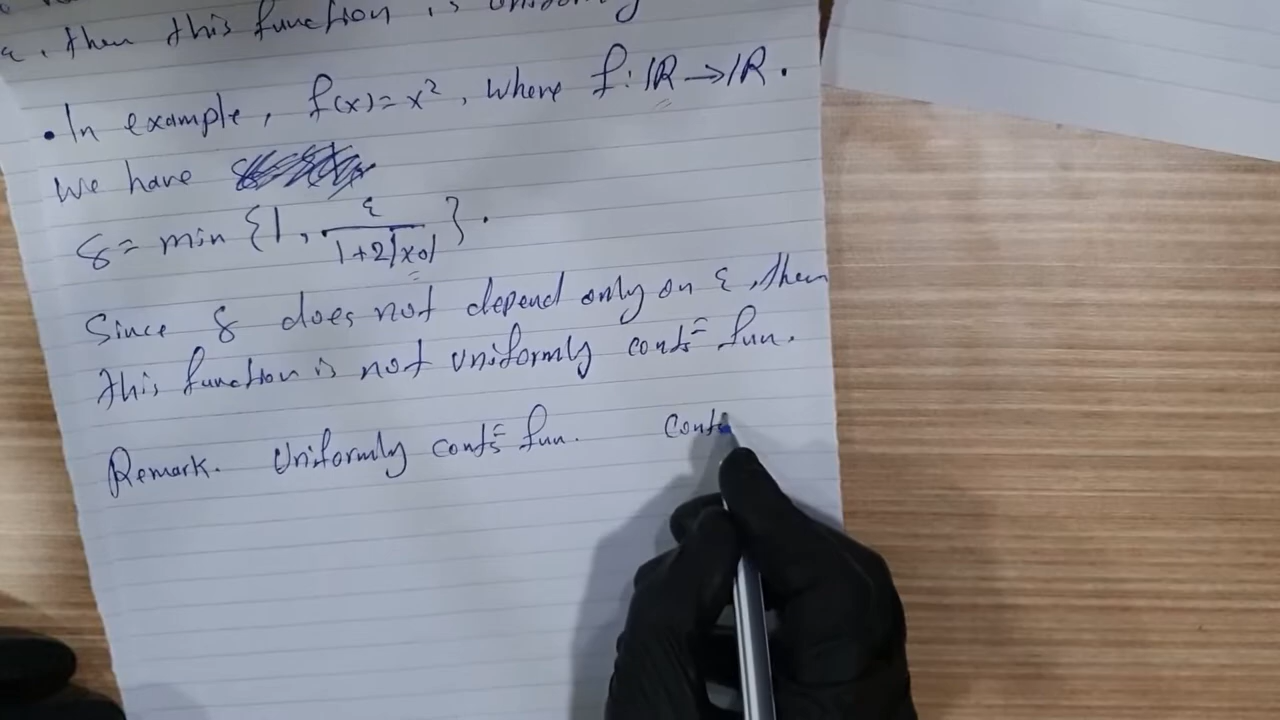 , then this function is uniformly
• In example, f(x)=x², where f:ℝ→ℝ.
we have
δ= min {1, ε/(1+2|x₀|)}.
Since δ does not depend only on ε, then
this function is not uniformly conts fun.
Remark. Uniformly conts fun. Conts